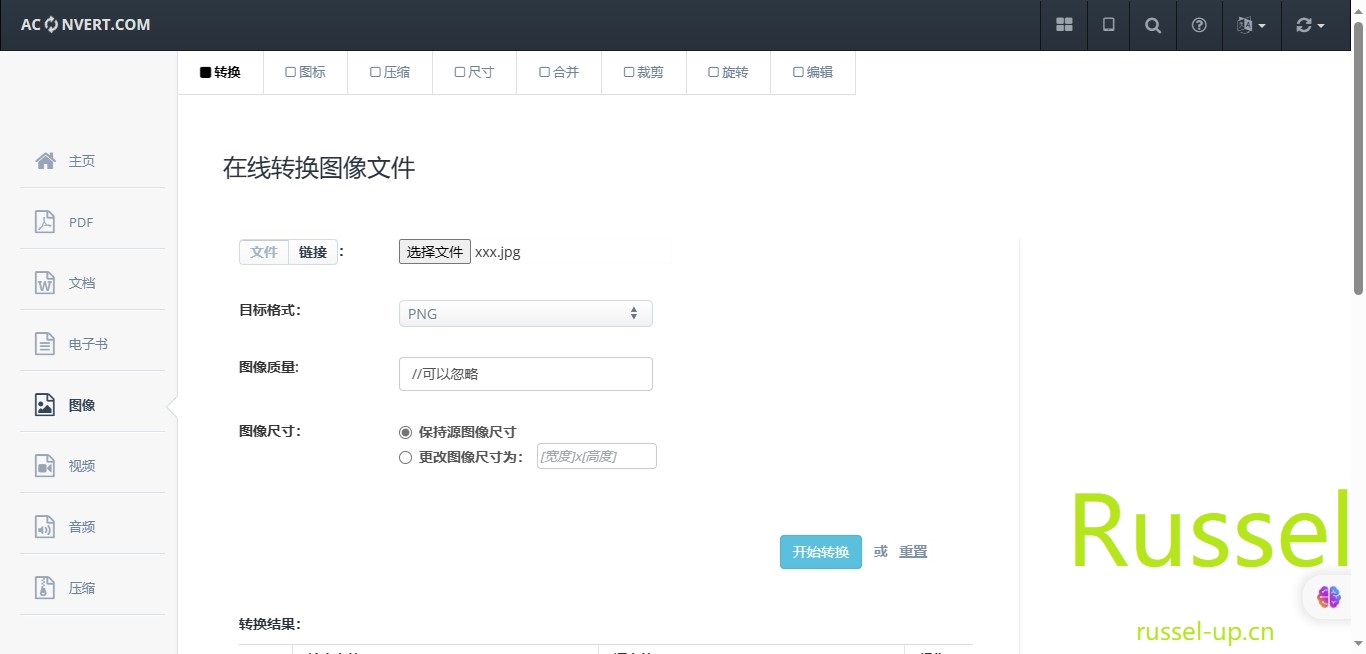 AC NVERT.COM
转换 图标 压缩 尺寸 合并 裁剪 旋转 编辑
主页
PDF
文档
电子书
图像
视频
音频
压缩
在线转换图像文件
文件 链接 : 选择文件 xxx.jpg
目标格式: PNG
图像质量: //可以忽略
图像尺寸: 保持源图像尺寸
更改图像尺寸为: [宽度]x[高度]
开始转换 或 重置
转换结果:
Russel
russel-up.cn